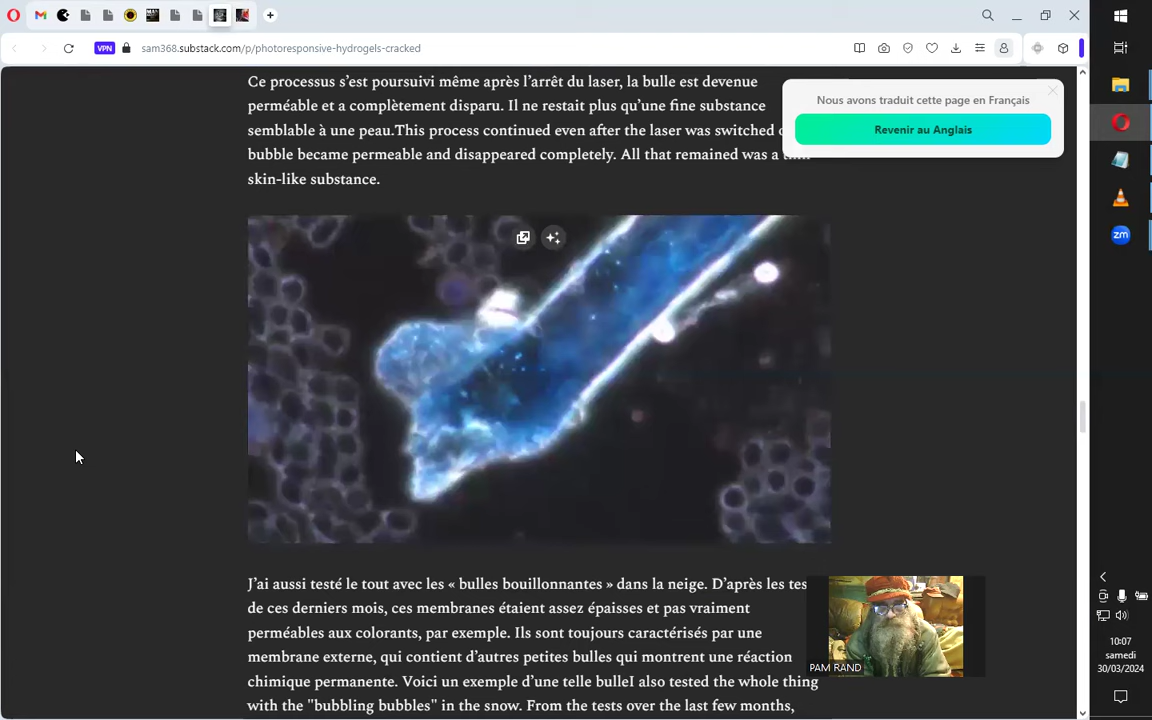 sam368.substack.com/p/photoresponsive-hydrogels-cracked
VPN
Nous avons traduit cette page en Français
Revenir au Anglais
Ce processus s’est poursuivi même après l’arrêt du laser, la bulle est devenue
perméable et a complètement disparu. Il ne restait plus qu’une fine substance
semblable à une peau.This process continued even after the laser was switched
bubble became permeable and disappeared completely. All that remained was a
skin-like substance.
J’ai aussi testé le tout avec les « bulles bouillonnantes » dans la neige. D’après les
de ces derniers mois, ces membranes étaient assez épaisses et pas vraiment
perméables aux colorants, par exemple. Ils sont toujours caractérisés par une
membrane externe, qui contient d’autres petites bulles qui montrent une réaction
chimique permanente. Voici un exemple d’une telle bulleI also tested the whole thing
with the "bubbling bubbles" in the snow. From the tests over the last few months,
PAM RAND
zm
10:07
samedi
30/03/2024